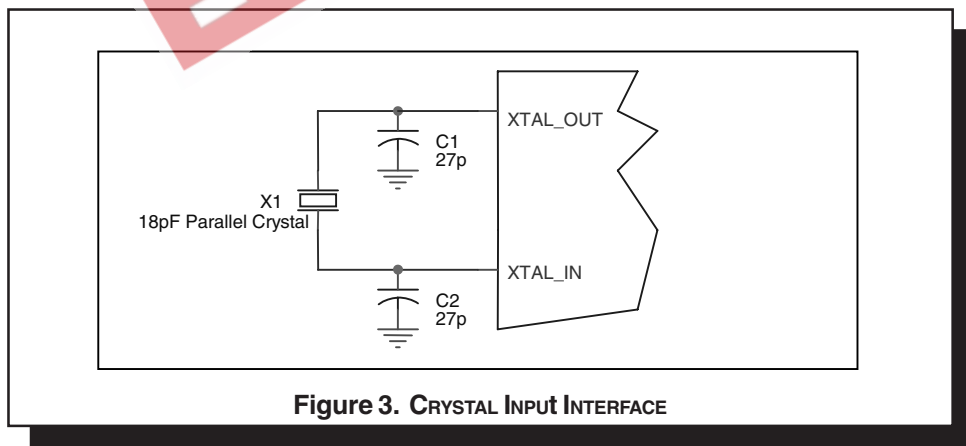 XTAL_OUT
C1
27p
X1
18pF Parallel Crystal
XTAL_IN
C2
27p
Figure 3. CRYSTAL INPUt INTERFACE